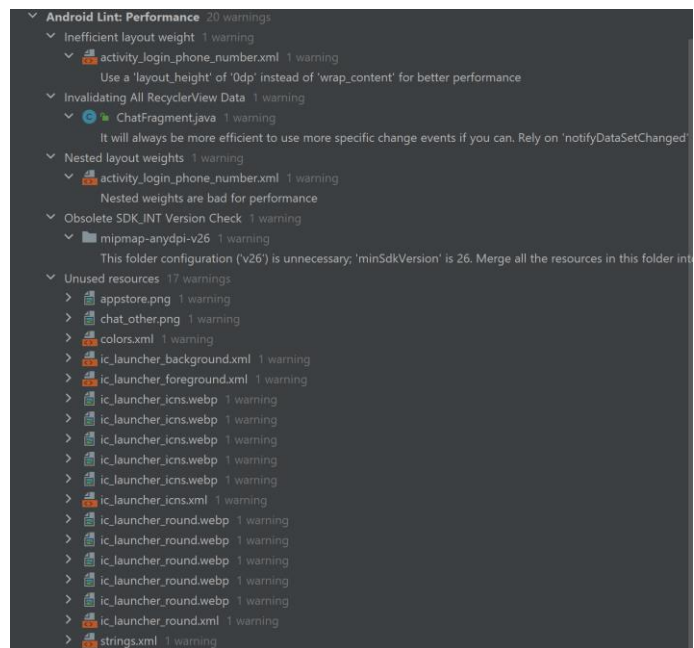 Android Lint: Performance 20 warnings
Inefficient layout weight 1 warning
activity_login_phone_number.xml 1 warning
Use a 'layout_height' of '0dp' instead of 'wrap_content' for better performance
Invalidating All RecyclerView Data 1 warning
ChatFragment.java 1 warning
It will always be more efficient to use more specific change events if you can. Rely on 'notifyDataSetChanged'
Nested layout weights 1 warning
activity_login_phone_number.xml 1 warning
Nested weights are bad for performance
Obsolete SDK_INT Version Check 1 warning
mipmap-anydpi-v26 1 warning
This folder configuration ('v26') is unnecessary; 'minSdkVersion' is 26. Merge all the resources in this folder int
Unused resources 17 warnings
appstore.png 1 warning
chat_other.png 1 warning
colors.xml 1 warning
ic_launcher_background.xml 1 warning
ic_launcher_foreground.xml 1 warning
ic_launcher_icns.webp 1 warning
ic_launcher_icns.webp 1 warning
ic_launcher_icns.webp 1 warning
ic_launcher_icns.webp 1 warning
ic_launcher_icns.webp 1 warning
ic_launcher_icns.xml 1 warning
ic_launcher_round.webp 1 warning
ic_launcher_round.webp 1 warning
ic_launcher_round.webp 1 warning
ic_launcher_round.webp 1 warning
ic_launcher_round.webp 1 warning
ic_launcher_round.xml 1 warning
strings.xml 1 warning